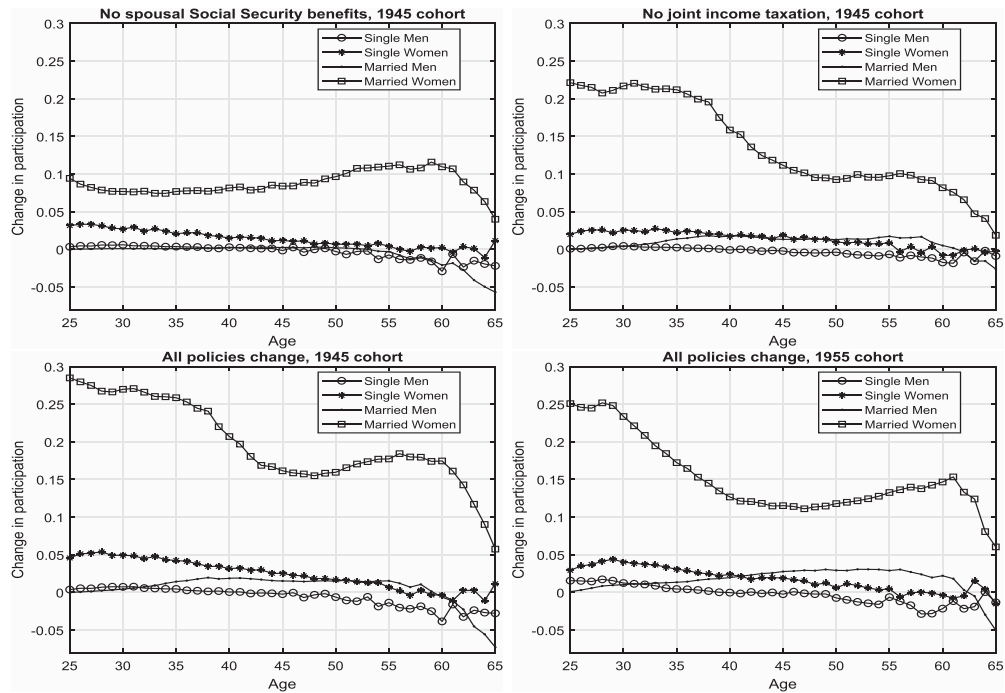 No spousal Social Security benefits, 1945 cohort
Change in participation
0.3
0.25
0.2
0.15
0.1
0.05
0
-0.05
Single Men
Single Women
Married Men
Married Women
25 30 35 40 45 50 55 60 65
Age
No joint income taxation, 1945 cohort
Change in participation
0.3
0.25
0.2
0.15
0.1
0.05
0
-0.05
Single Men
Single Women
Married Men
Married Women
25 30 35 40 45 50 55 60 65
Age
All policies change, 1945 cohort
Change in participation
0.3
0.25
0.2
0.15
0.1
0.05
0
-0.05
Single Men
Single Women
Married Men
Married Women
25 30 35 40 45 50 55 60 65
Age
All policies change, 1955 cohort
Change in participation
0.3
0.25
0.2
0.15
0.1
0.05
0
-0.05
Single Men
Single Women
Married Men
Married Women
25 30 35 40 45 50 55 60 65
Age